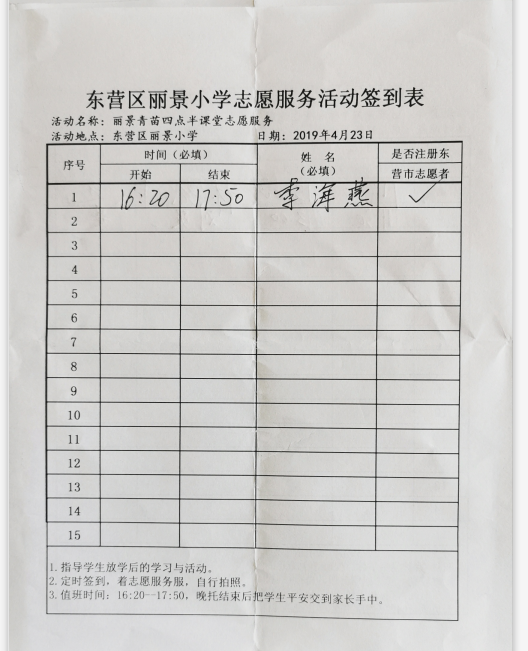 东营区丽景小学志愿服务活动签到表
活动名称：丽景青苗四点半课堂志愿服务
活动地点：东营区丽景小学 日期：2019年4月23日
序号 时间（必填） 姓 名（必填） 是否注册东营市志愿者
开始 结束
1 16:20 17:50 李海燕 ✓
2
3
4
5
6
7
8
9
10
11
12
13
14
15
1.指导学生放学后的学习与活动。
2.定时签到，着志愿服务服，自行拍照。
3.值班时间：16:20--17:50，晚托结束后把学生平安交到家长手中。